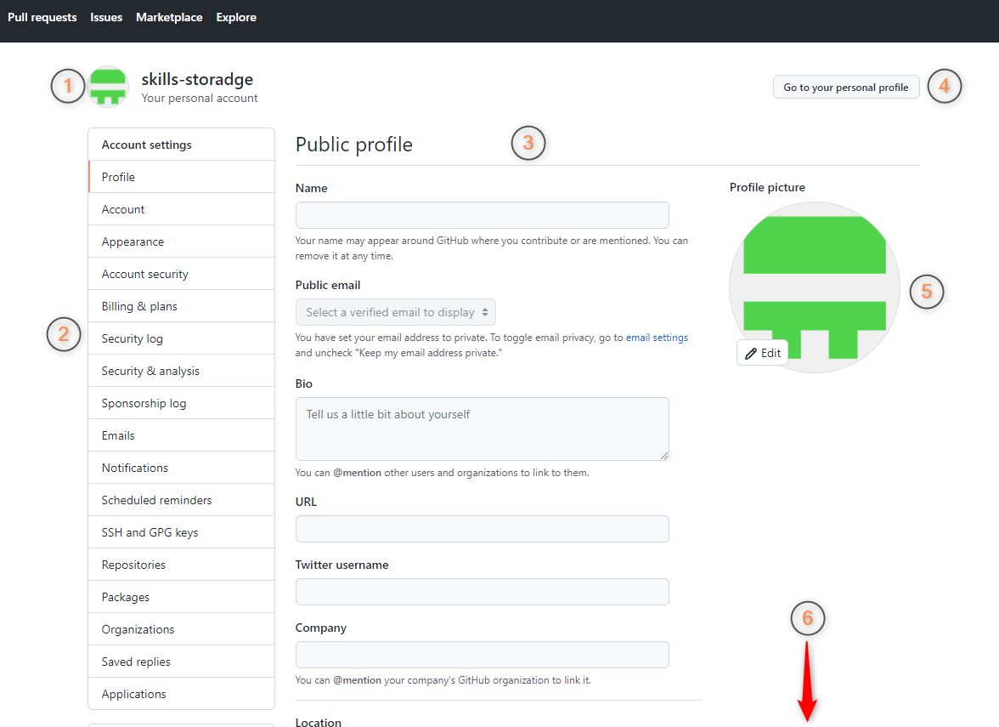 Pull requests Issues Marketplace Explore
1
skills-storadge
Your personal account
Go to your personal profile
4
Account settings
Profile
Account
Appearance
Account security
Billing & plans
2
Security log
Security & analysis
Sponsorship log
Emails
Notifications
Scheduled reminders
SSH and GPG keys
Repositories
Packages
Organizations
Saved replies
Applications
Public profile
3
Name
Your name may appear around GitHub where you contribute or are mentioned. You can
remove it at any time.
Public email
Select a verified email to display
You have set your email address to private. To toggle email privacy, go to email settings
and uncheck "Keep my email address private."
Bio
Tell us a little bit about yourself
You can @mention other users and organizations to link to them.
URL
Twitter username
Company
You can @mention your company's GitHub organization to link it.
Location
Profile picture
5
Edit
6